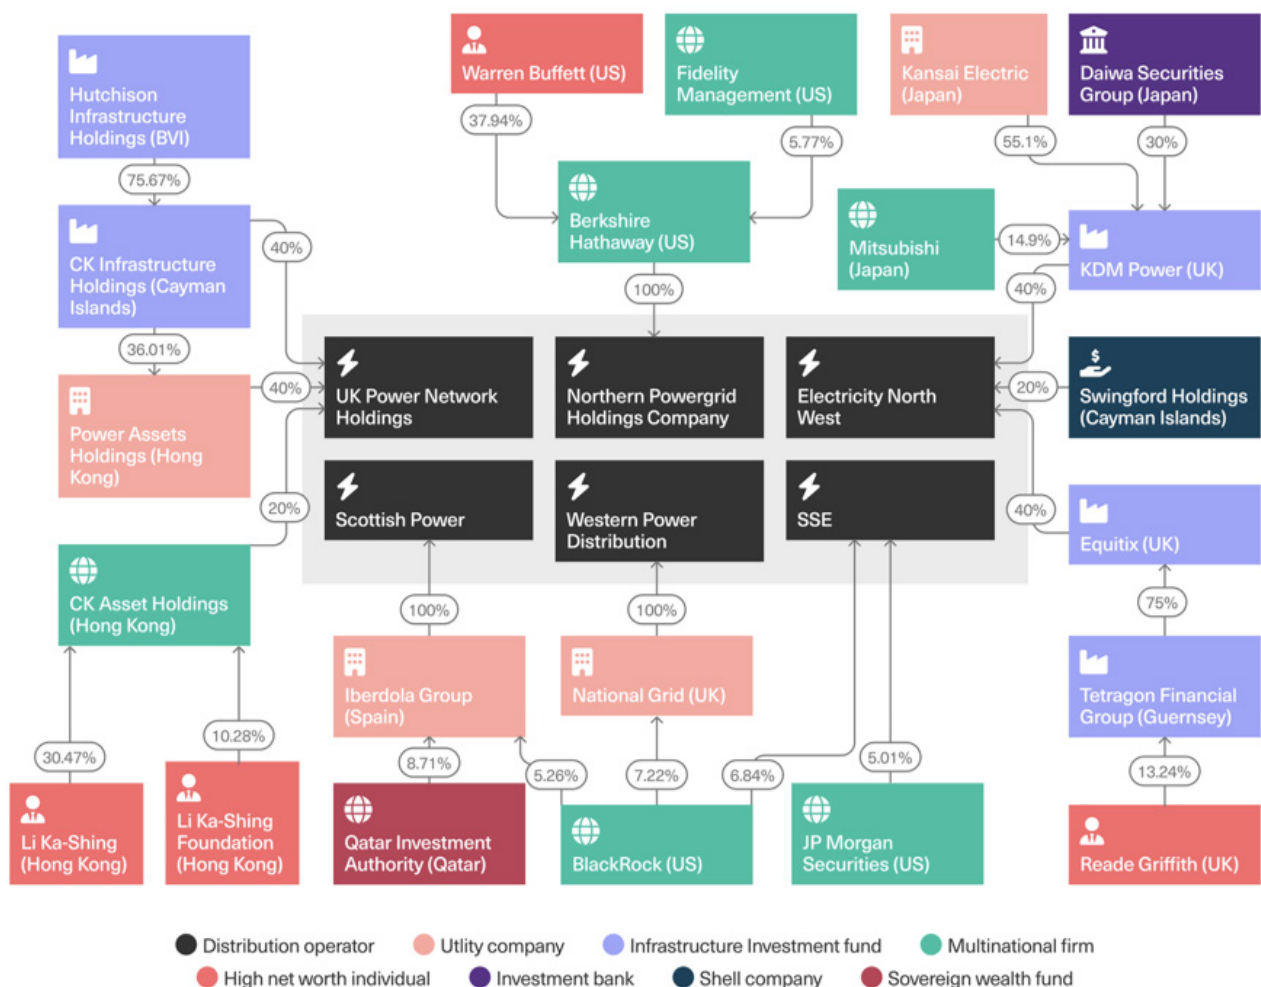 Warren Buffett (US)
Fidelity
Management (US)
Kansai Electric
(Japan)
Daiwa Securities
Group (Japan)
Hutchison
Infrastructure
Holdings (BVI)
37.94%
5.77%
55.1%
30%
75.67%
Berkshire
Hathaway (US)
Mitsubishi
(Japan)
14.9%
KDM Power (UK)
CK Infrastructure
Holdings (Cayman
Islands)
40%
100%
40%
36.01%
UK Power Network
Holdings
Northern Powergrid
Holdings Company
Electricity North
West
20%
$
Swingford Holdings
(Cayman Islands)
40%
Power Assets
Holdings (Hong
Kong)
20%
Scottish Power
Western Power
Distribution
SSE
40%
Equitix (UK)
CK Asset Holdings
(Hong Kong)
100%
100%
75%
Iberdola Group
(Spain)
National Grid (UK)
Tetragon Financial
Group (Guernsey)
30.47%
10.28%
8.71%
5.26%
7.22%
6.84%
5.01%
13.24%
Li Ka-Shing
(Hong Kong)
Li Ka-Shing
Foundation
(Hong Kong)
Qatar Investment
Authority (Qatar)
BlackRock (US)
JP Morgan
Securities (US)
Reade Griffith (UK)
Distribution operator
Utlity company
Infrastructure Investment fund
Multinational firm
High net worth individual
Investment bank
Shell company
Sovereign wealth fund